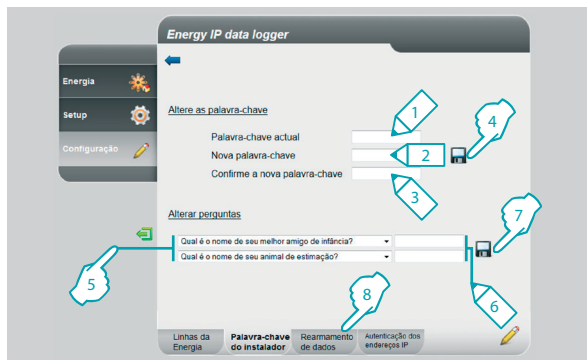 Energy IP data logger
Energia
Setup
Configuração
Altere as palavra-chave
Palavra-chave actual
Nova palavra-chave
Confirme a nova palavra-chave
1
2
3
4
Alterar perguntas
Qual é o nome de seu melhor amigo de infância?
Qual é o nome de seu animal de estimação?
5
6
7
8
Linhas da
Energia
Palavra-chave
do instalador
Rearmamento
de dados
Autenticação dos
endereços IP